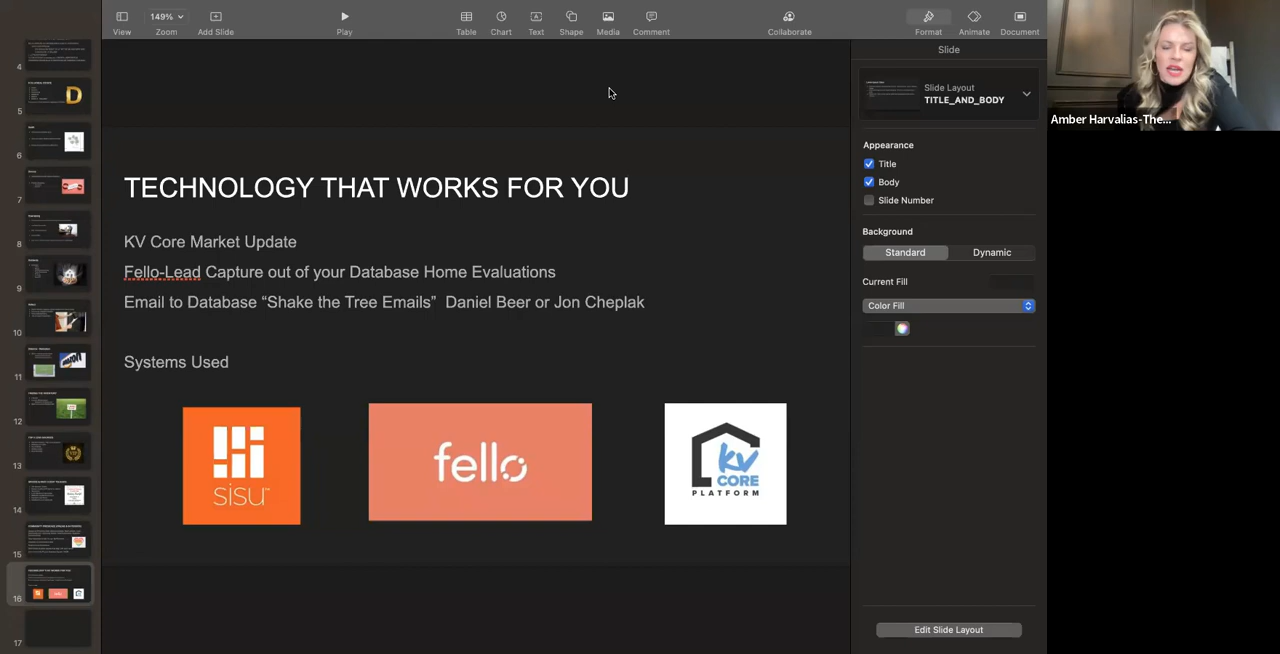 View
149%
Zoom
Add Slide
Play
Table
Chart
Text
Shape
Media
Comment
Collaborate
Format
Animate
Document
Slide
Slide Layout
TITLE_AND_BODY
Appearance
Title
Body
Slide Number
Background
Standard
Dynamic
Current Fill
Color Fill
Edit Slide Layout
Amber Harvalias-The...
4
5
6
7
8
9
10
11
12
13
14
15
16
17
TECHNOLOGY THAT WORKS FOR YOU
KV Core Market Update
Fello-Lead Capture out of your Database Home Evaluations
Email to Database “Shake the Tree Emails” Daniel Beer or Jon Cheplak
Systems Used
sisu
fello
kv
CORE
PLATFORM